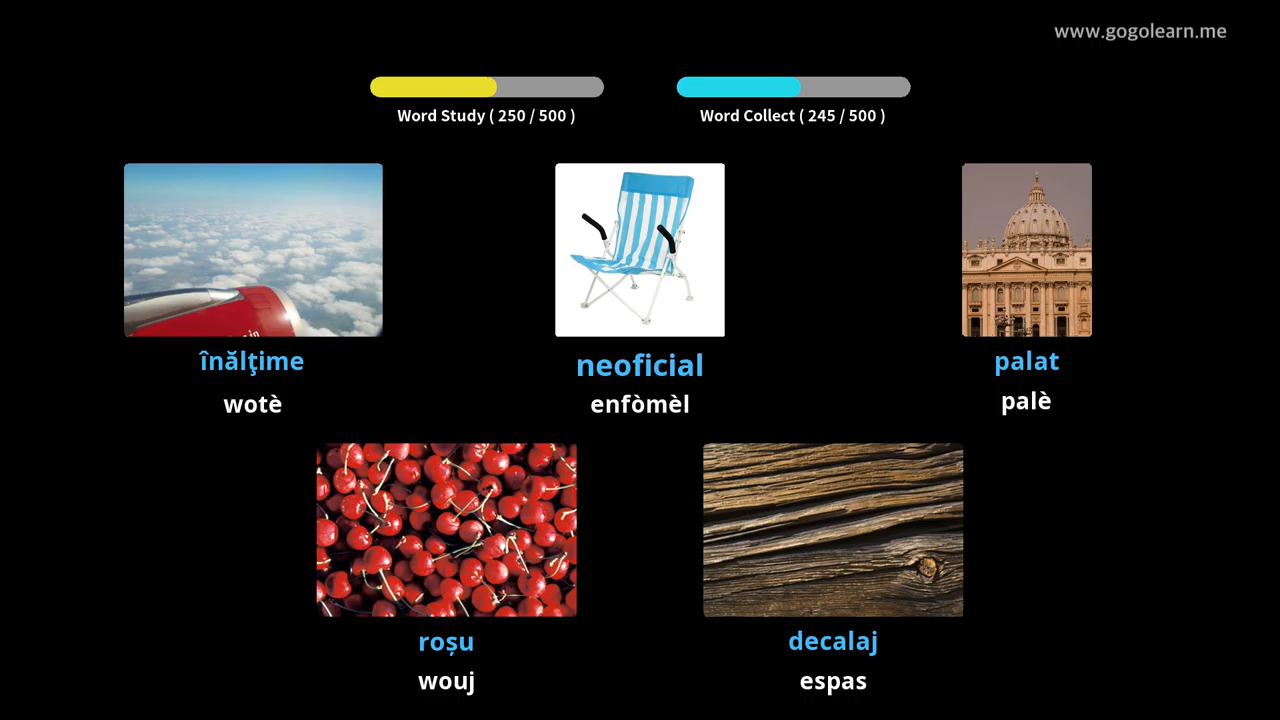 www.gogolearn.me
Word Study ( 250 / 500 )
Word Collect ( 245 / 500 )
înălţime
wotè
neoficial
enfòmèl
palat
palè
roșu
wouj
decalaj
espas